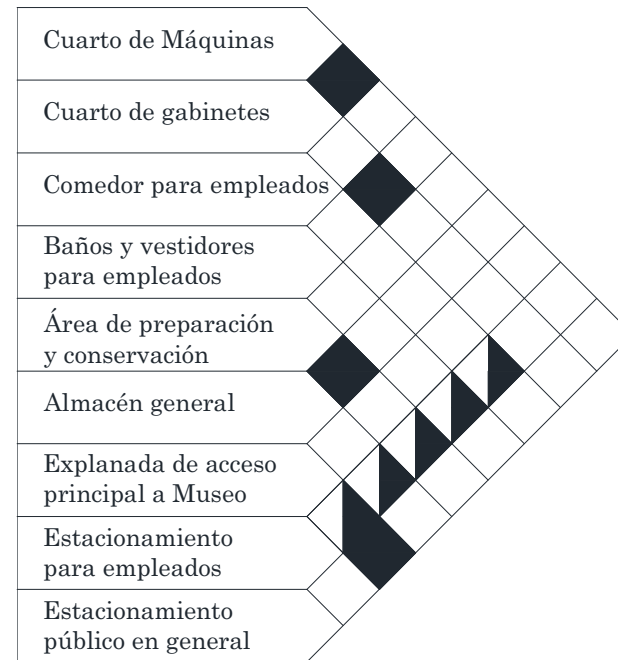 Cuarto de Máquinas
Cuarto de gabinetes
Comedor para empleados
Baños y vestidores
para empleados
Área de preparación
y conservación
Almacén general
Explanada de acceso
principal a Museo
Estacionamiento
para empleados
Estacionamiento
público en general